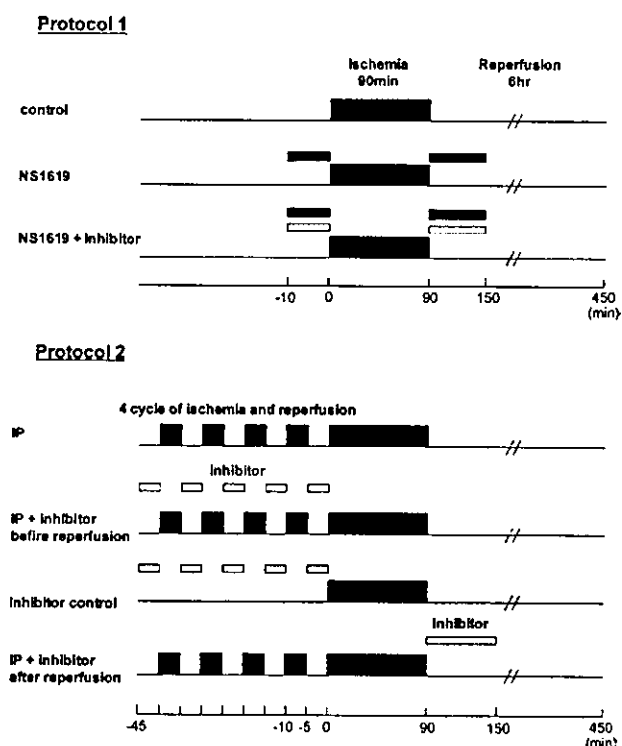 Protocol 1
Ischemia
90min
Reperfusion
6hr
control
NS1619
NS1619 + Inhibitor
-10 0 90 150 450
(min)
Protocol 2
4 cycle of ischemia and reperfusion
IP
Inhibitor
IP + inhibitor
befire reperfusion
Inhibitor control
Inhibitor
IP + inhibitor
after reperfusion
-45 -10 -5 0 90 150 450
(min)